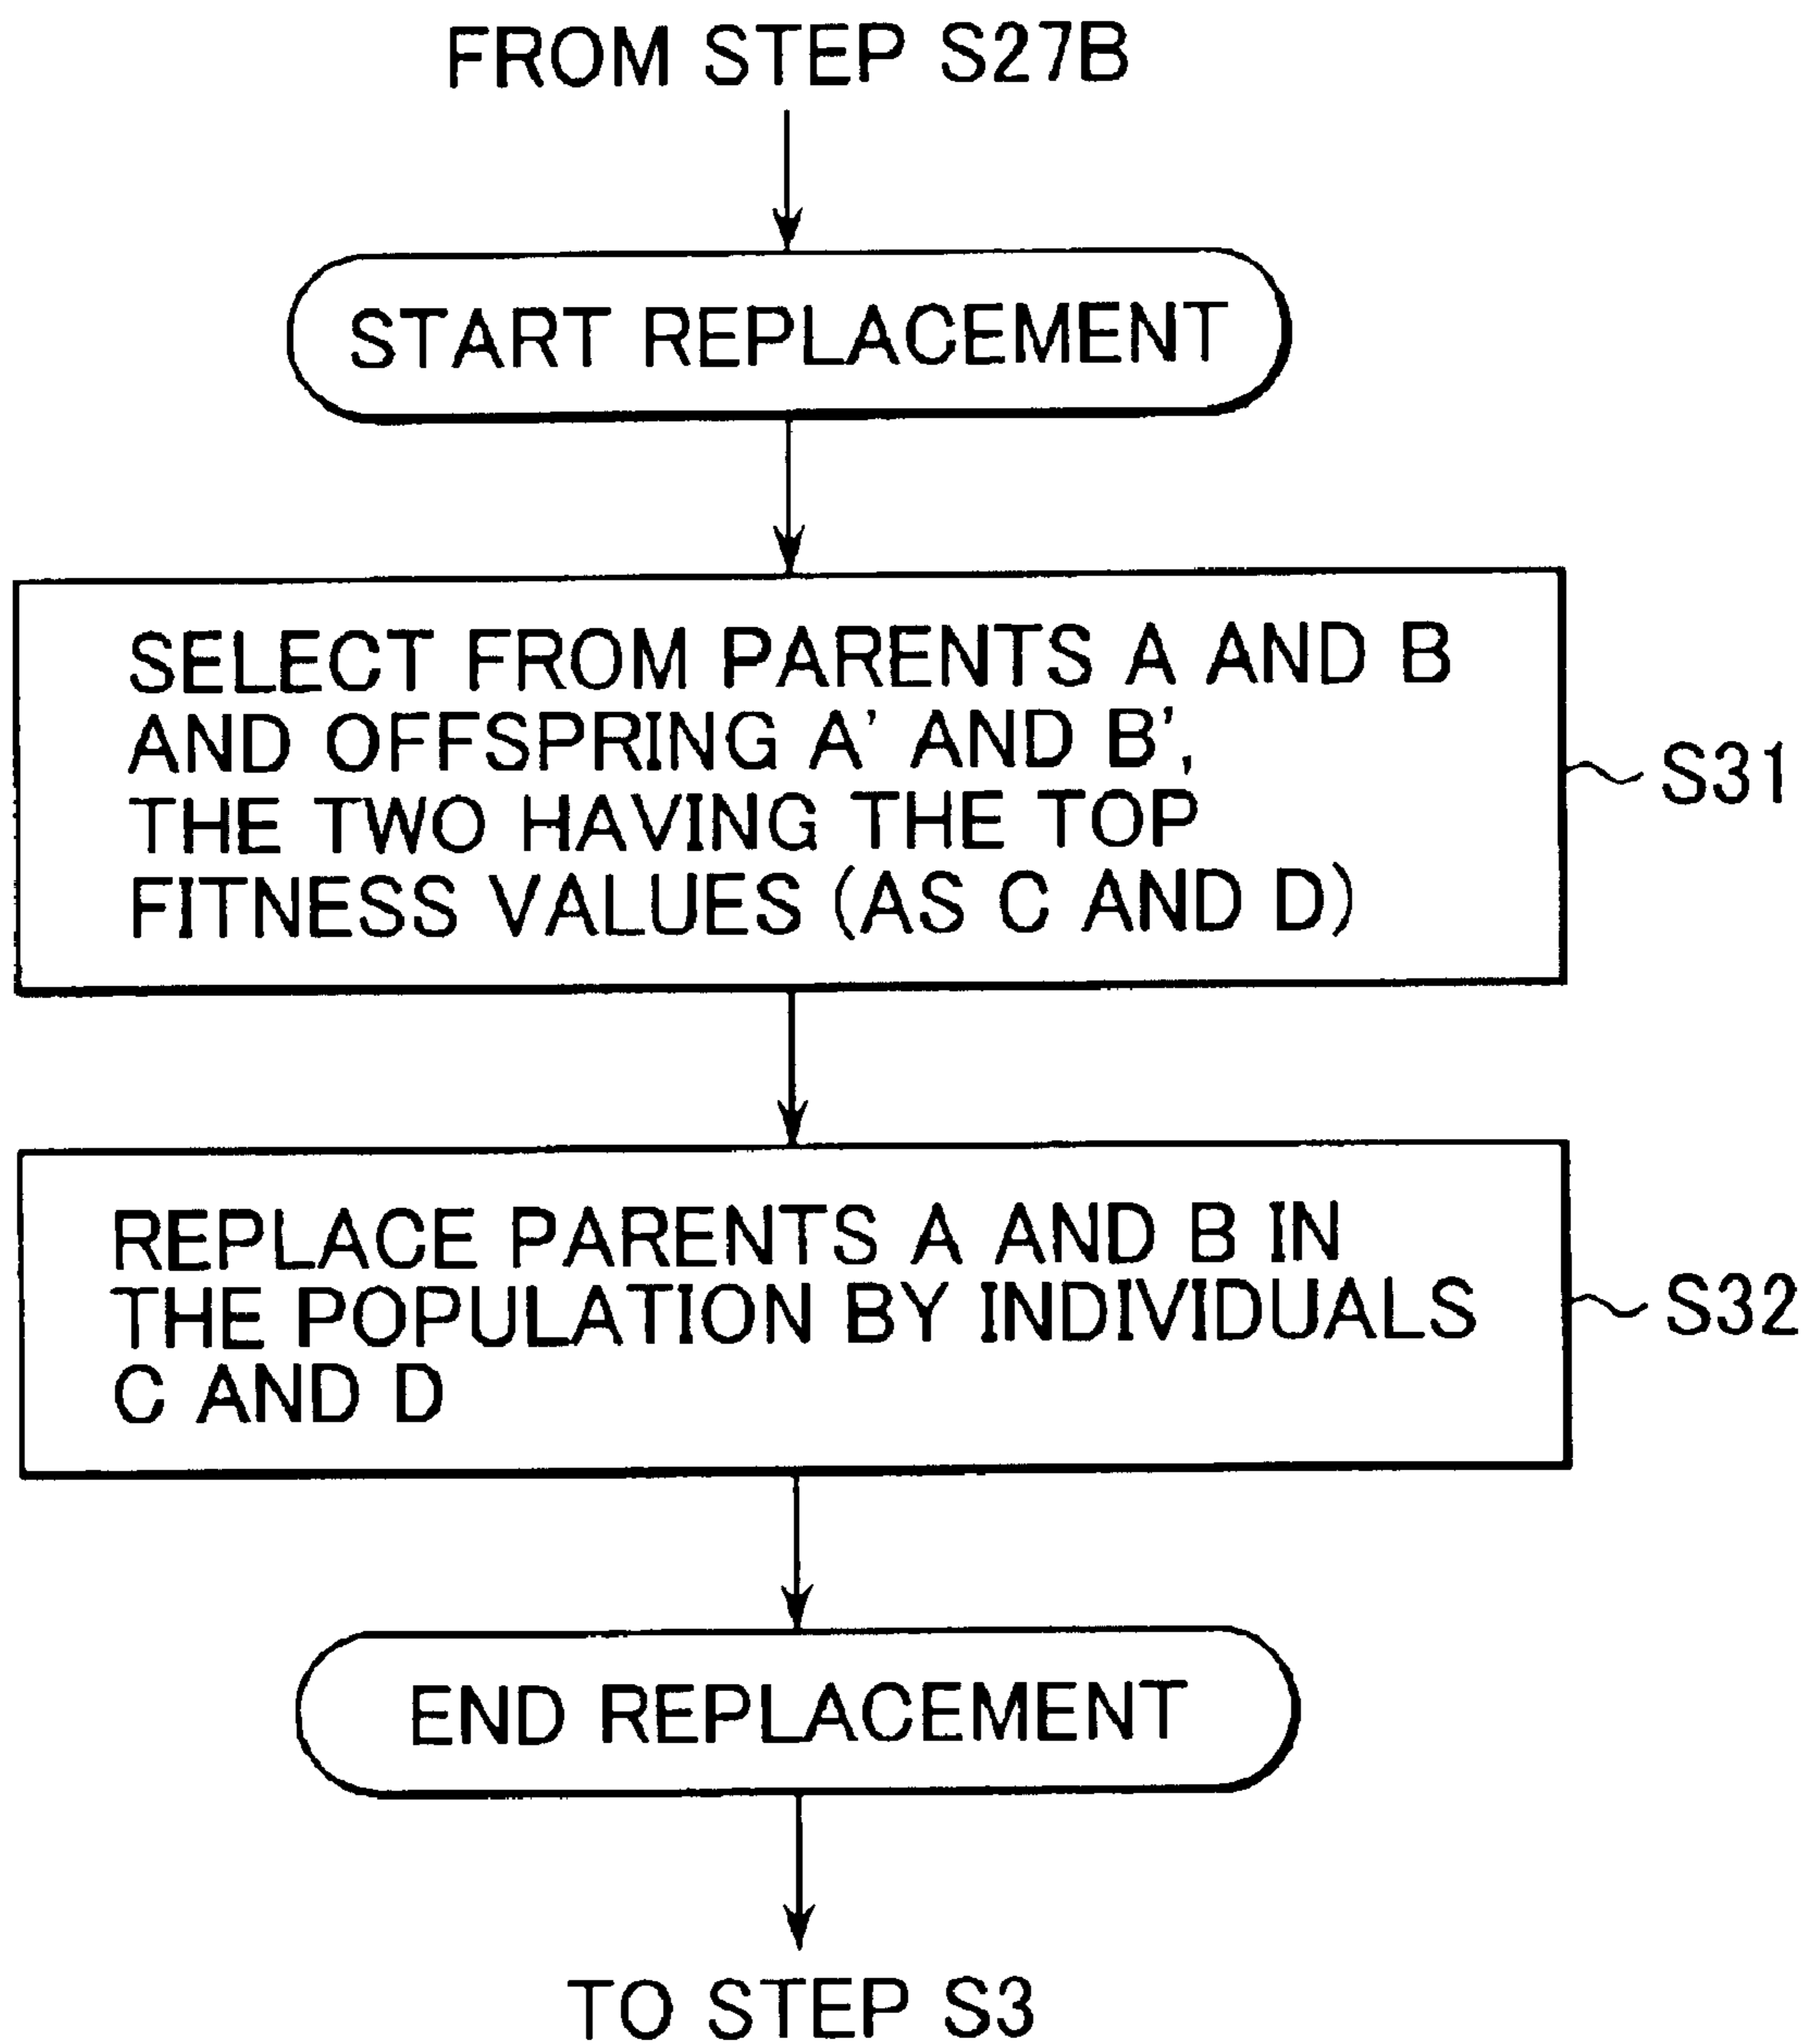 FROM STEP S27B
START REPLACEMENT
SELECT FROM PARENTS A AND B
AND OFFSPRING A' AND B',
THE TWO HAVING THE TOP
FITNESS VALUES (AS C AND D)
S31
REPLACE PARENTS A AND B IN
THE POPULATION BY INDIVIDUALS
C AND D
S32
END REPLACEMENT
TO STEP S3